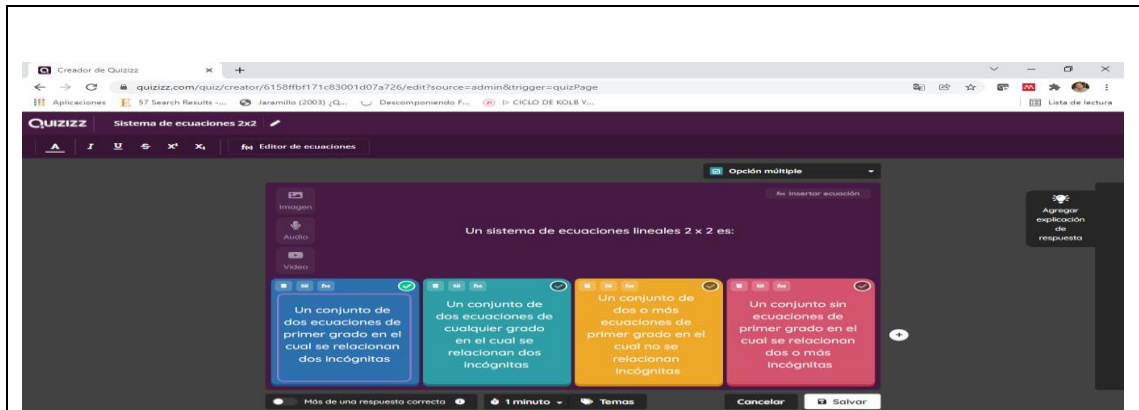 Creador de Quizizz
quizizz.com/quiz/creator/6158ffbf171c83001d07a726/edit?source=admin&trigger=quizPage
Aplicaciones 57 Search Results -... Jaramillo (2003) ¿Q... Descomponiendo F... ▷ CICLO DE KOLB Y... Lista de lectura
QUIZIZZ Sistema de ecuaciones 2x2
A I U S X² X₂ f(x) Editor de ecuaciones
Opción múltiple
Imagen
Audio
Video
fx Insertar ecuación
Agregar
explicación
de
respuesta
Un sistema de ecuaciones lineales 2 x 2 es:
Un conjunto de
dos ecuaciones de
primer grado en el
cual se relacionan
dos incógnitas
Un conjunto de
dos ecuaciones de
cualquier grado
en el cual se
relacionan dos
incógnitas
Un conjunto de
dos o más
ecuaciones de
primer grado en el
cual no se
relacionan
incógnitas
Un conjunto sin
ecuaciones de
primer grado en el
cual se relacionan
dos o más
incógnitas
Más de una respuesta correcta 1 minuto Temas Cancelar Salvar